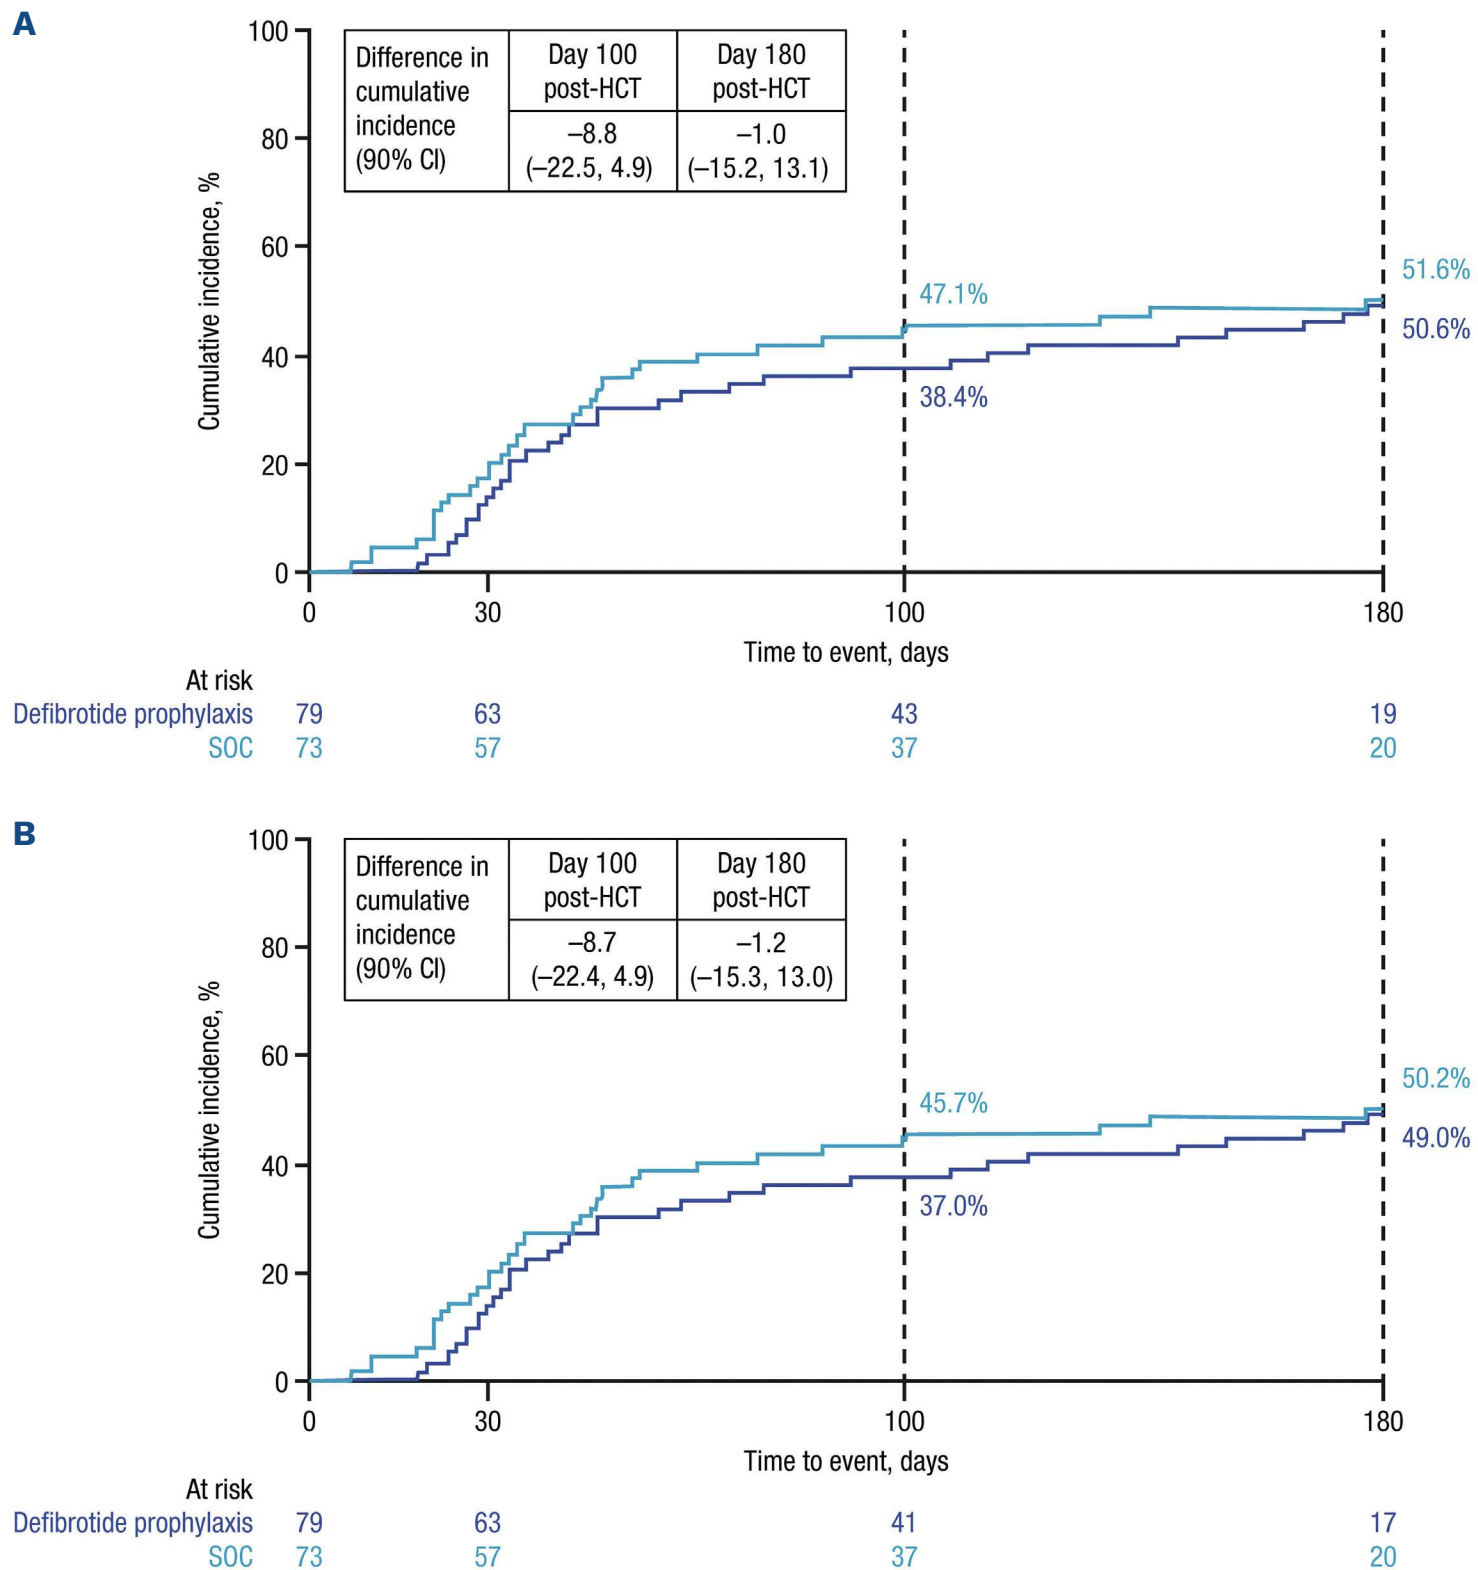 A
100
80
60
40
20
0
Cumulative incidence, %
Difference in
cumulative
incidence
(90% CI)
Day 100
post-HCT
Day 180
post-HCT
–8.8
(–22.5, 4.9)
–1.0
(–15.2, 13.1)
47.1%
38.4%
51.6%
50.6%
0 30 100 180
Time to event, days
At risk
Defibrotide prophylaxis 79 63 43 19
SOC 73 57 37 20
B
100
80
60
40
20
0
Cumulative incidence, %
Difference in
cumulative
incidence
(90% CI)
Day 100
post-HCT
Day 180
post-HCT
–8.7
(–22.4, 4.9)
–1.2
(–15.3, 13.0)
45.7%
37.0%
50.2%
49.0%
0 30 100 180
Time to event, days
At risk
Defibrotide prophylaxis 79 63 41 17
SOC 73 57 37 20